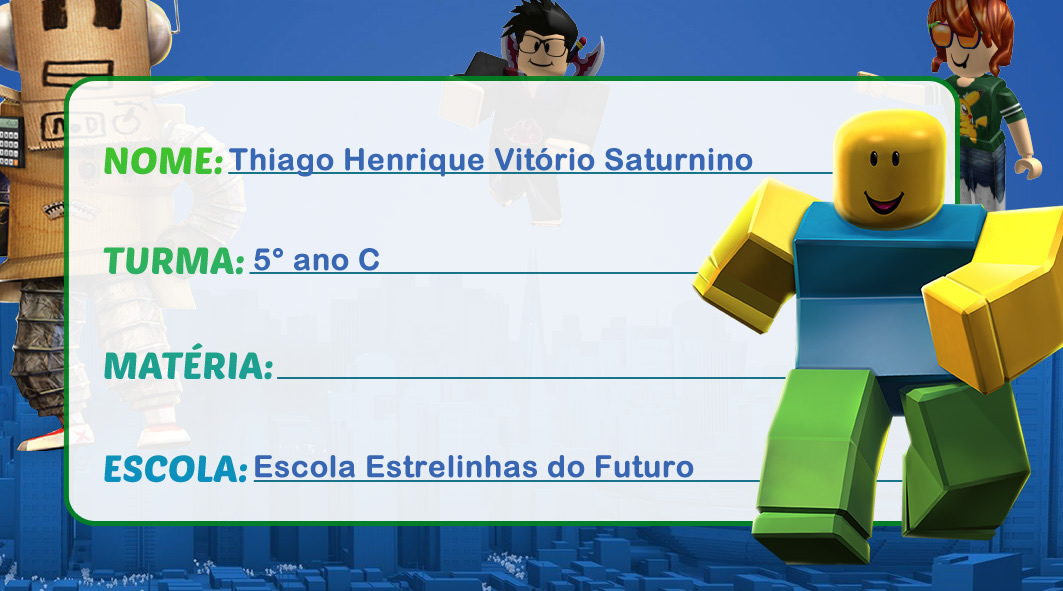 NOME: Thiago Henrique Vitório Saturnino
TURMA: 5° ano C
MATÉRIA:
ESCOLA: Escola Estrelinhas do Futuro